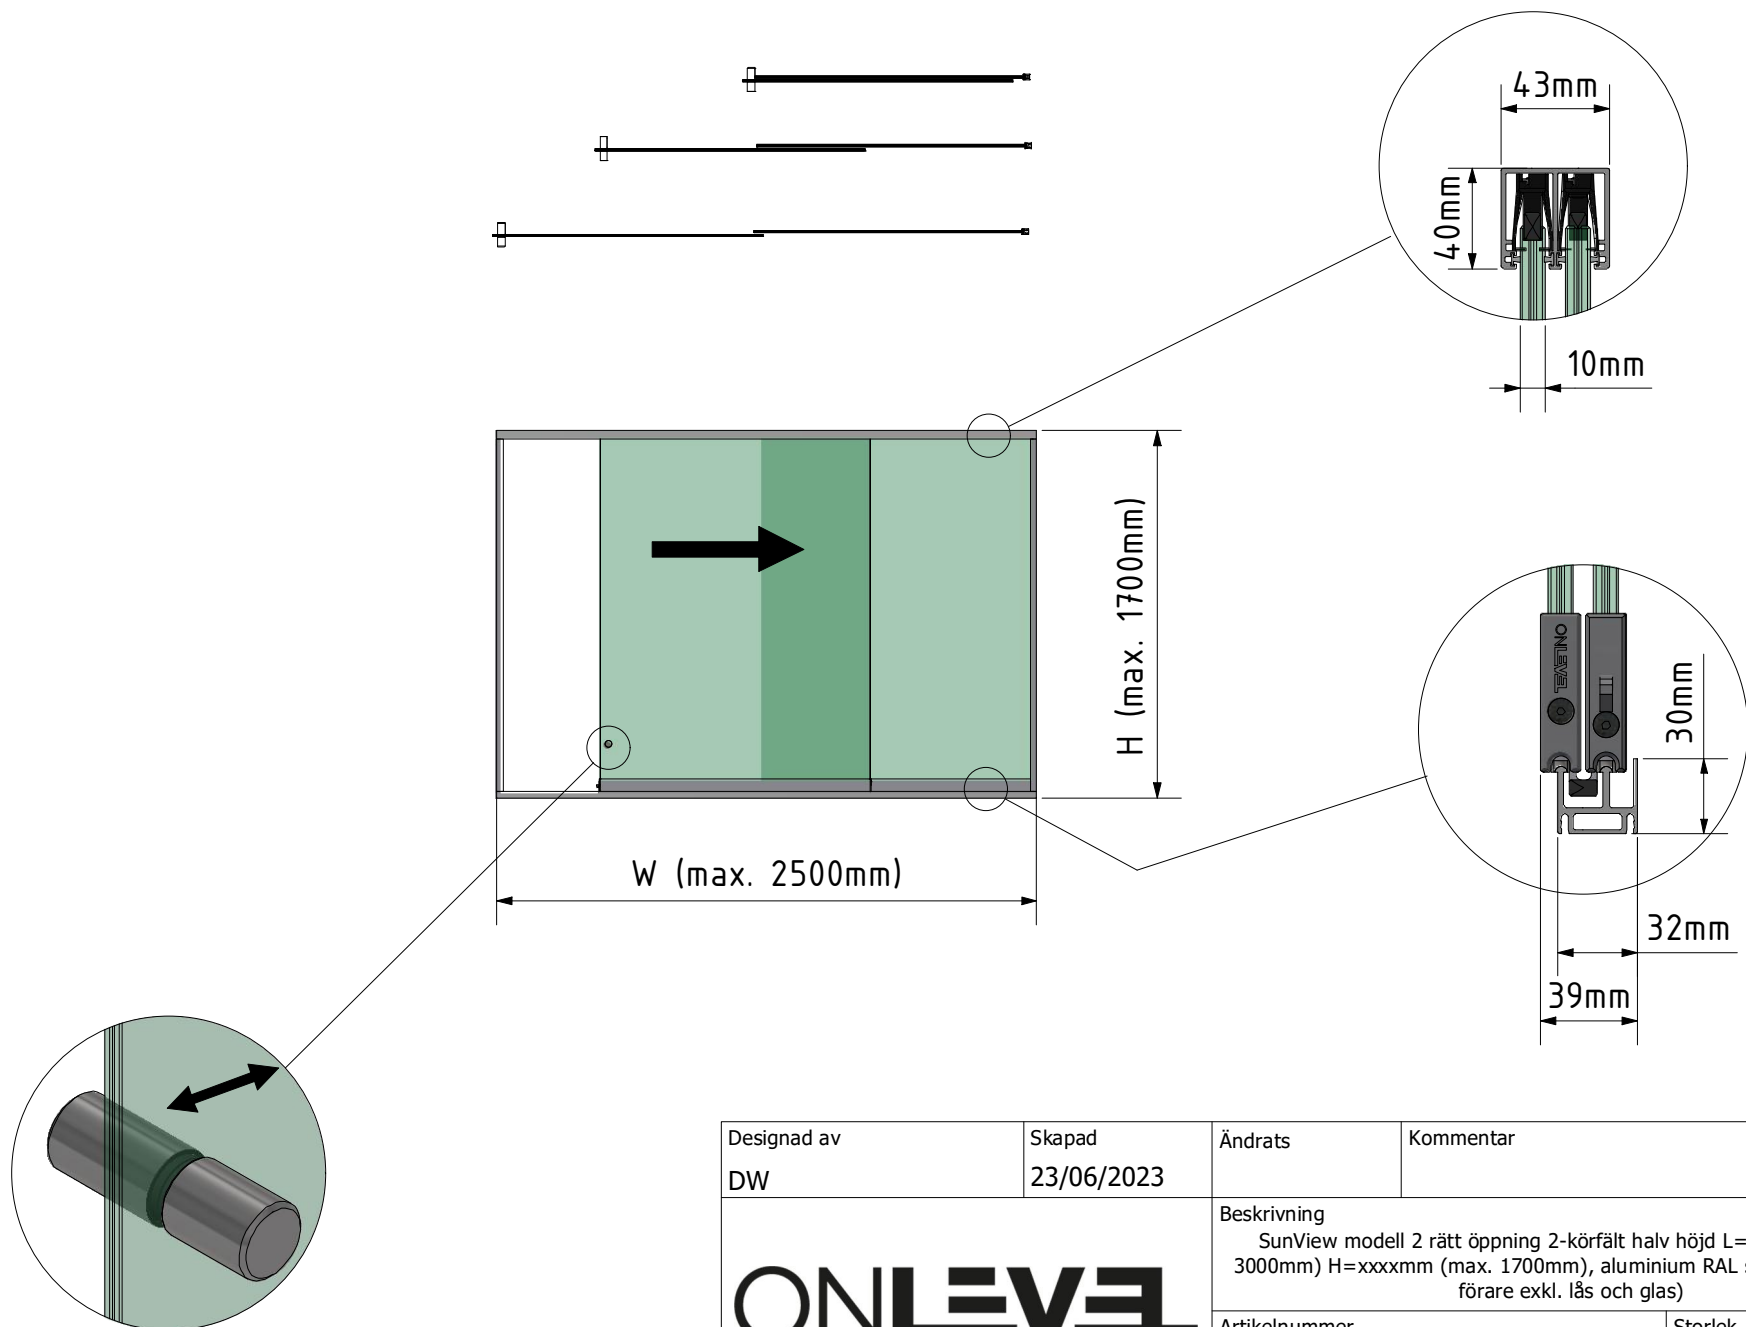 43mm
40mm
10mm
H (max. 1700mm)
W (max. 2500mm)
ONLEVEL
30mm
32mm
39mm
Designad av
DW
Skapad
23/06/2023
Ändrats
Kommentar
Beskrivning
SunView modell 2 rätt öppning 2-körfält halv höjd L=
3000mm) H=xxxxmm (max. 1700mm), aluminium RAL
förare exkl. lås och glas)
ONLEVEL
Artikelnummer
Storlek